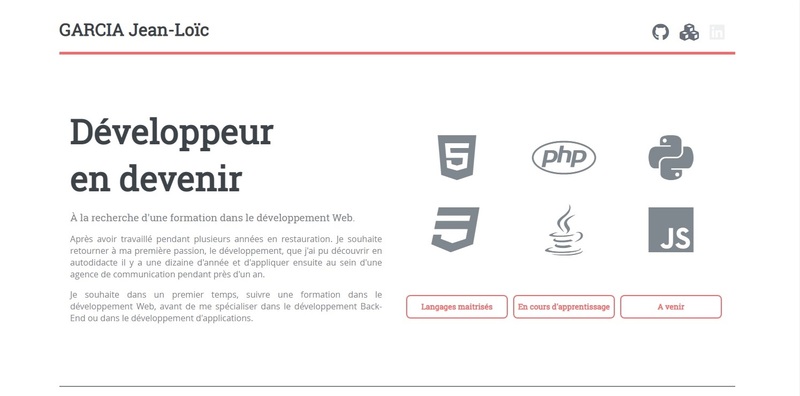 GARCIA Jean-Loïc
in
Développeur
en devenir
À la recherche d'une formation dans le développement Web.
Après avoir travaillé pendant plusieurs années en restauration. Je souhaite
retourner à ma première passion, le développement, que j'ai pu découvrir en
autodidacte il y a une dizaine d'année et d'appliquer ensuite au sein d'une
agence de communication pendant près d'un an.
Je souhaite dans un premier temps, suivre une formation dans le
développement Web, avant de me spécialiser dans le développement Back-
End ou dans le développement d'applications.
5
php
3
JS
Langages maitrisés
En cours d'apprentissage
A venir